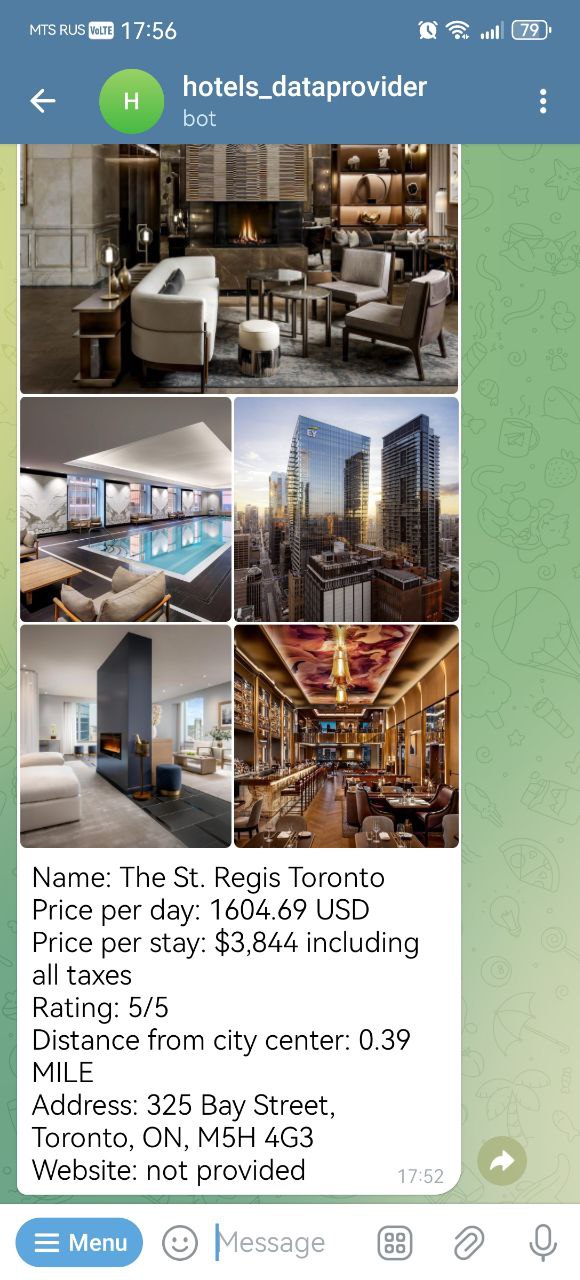 MTS RUS VoLTE 17:56 79
hotels_dataprovider
H
bot
EY
Name: The St. Regis Toronto
Price per day: 1604.69 USD
Price per stay: $3,844 including
all taxes
Rating: 5/5
Distance from city center: 0.39
MILE
Address: 325 Bay Street,
Toronto, ON, M5H 4G3
Website: not provided
17:52
Menu
Message